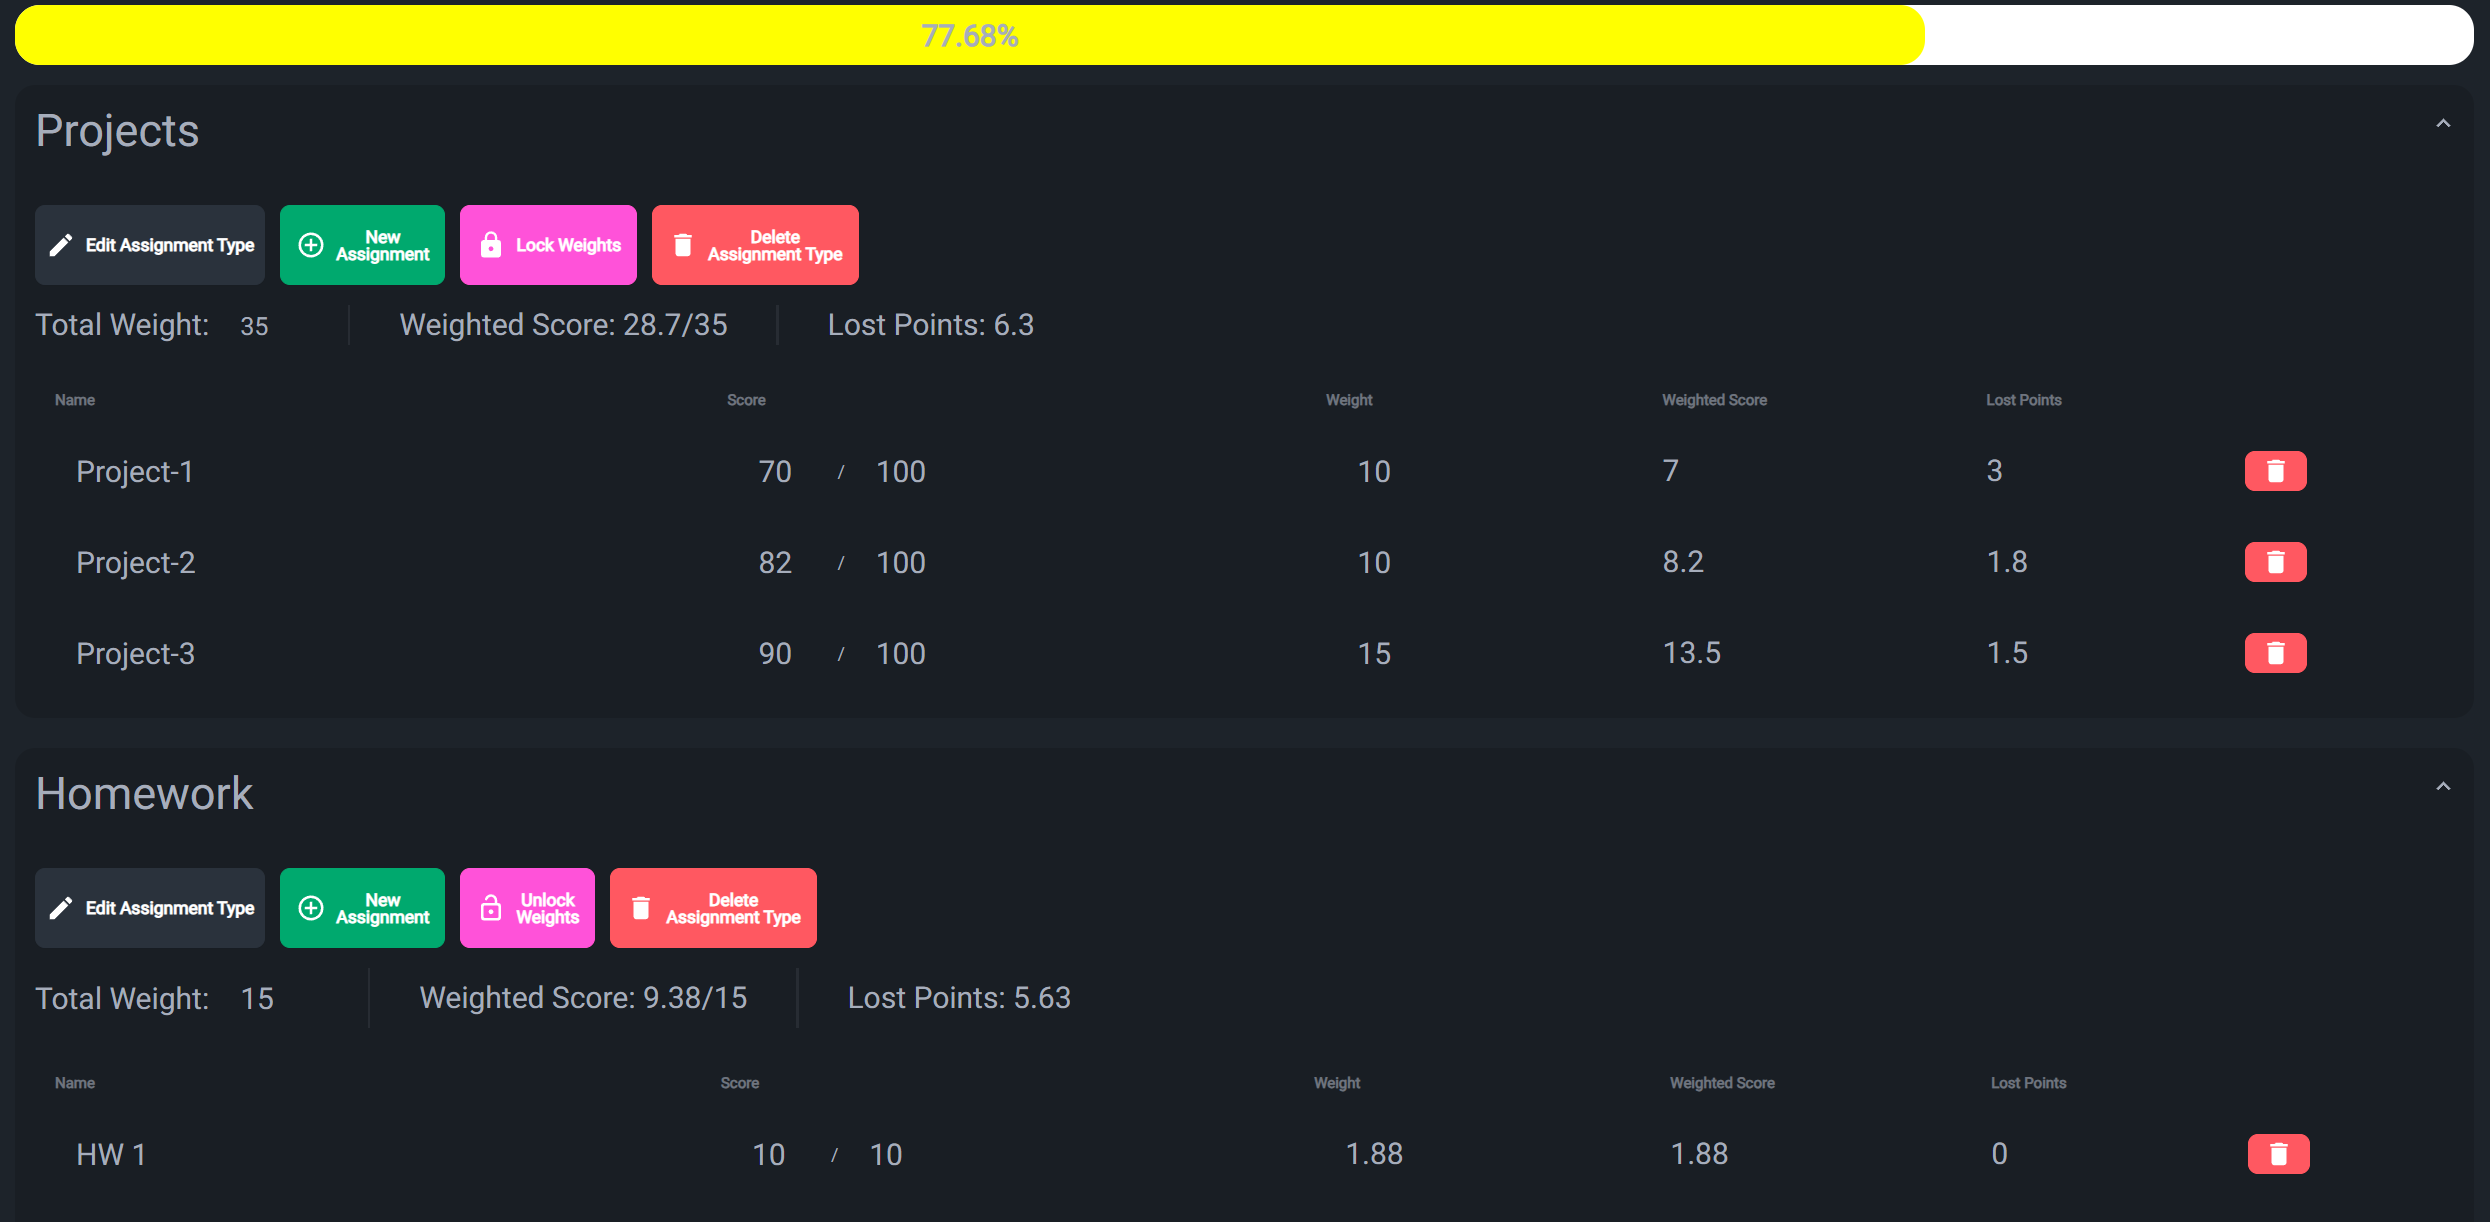 77.68%
Projects
Edit Assignment Type
New Assignment
Lock Weights
Delete Assignment Type
Total Weight: 35
Weighted Score: 28.7/35
Lost Points: 6.3
Name Score Weight Weighted Score Lost Points
Project-1 70 / 100 10 7 3
Project-2 82 / 100 10 8.2 1.8
Project-3 90 / 100 15 13.5 1.5
Homework
Edit Assignment Type
New Assignment
Unlock Weights
Delete Assignment Type
Total Weight: 15
Weighted Score: 9.38/15
Lost Points: 5.63
Name Score Weight Weighted Score Lost Points
HW 1 10 / 10 1.88 1.88 0